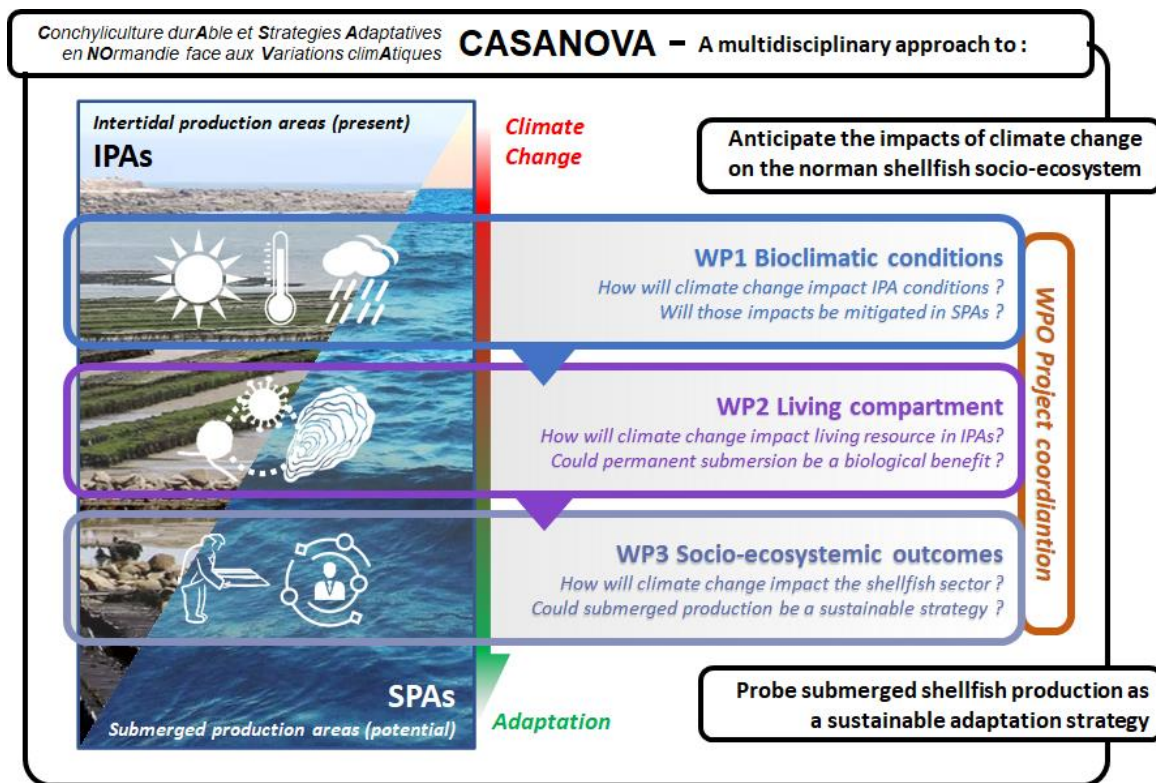 Conchyliculture durAble et Strategies Adaptatives
en NOrmandie face aux Variations climAtiques
CASANOVA – A multidisciplinary approach to :
Intertidal production areas (present)
IPAs
Climate
Change
Anticipate the impacts of climate change
on the norman shellfish socio-ecosystem
WP1 Bioclimatic conditions
How will climate change impact IPA conditions ?
Will those impacts be mitigated in SPAs ?
WP2 Living compartment
How will climate change impact living resource in IPAs?
Could permanent submersion be a biological benefit ?
WP3 Socio-ecosystemic outcomes
How will climate change impact the shellfish sector ?
Could submerged production be a sustainable strategy ?
WPO Project coordiantion
SPAs
Submerged production areas (potential)
Adaptation
Probe submerged shellfish production as
a sustainable adaptation strategy